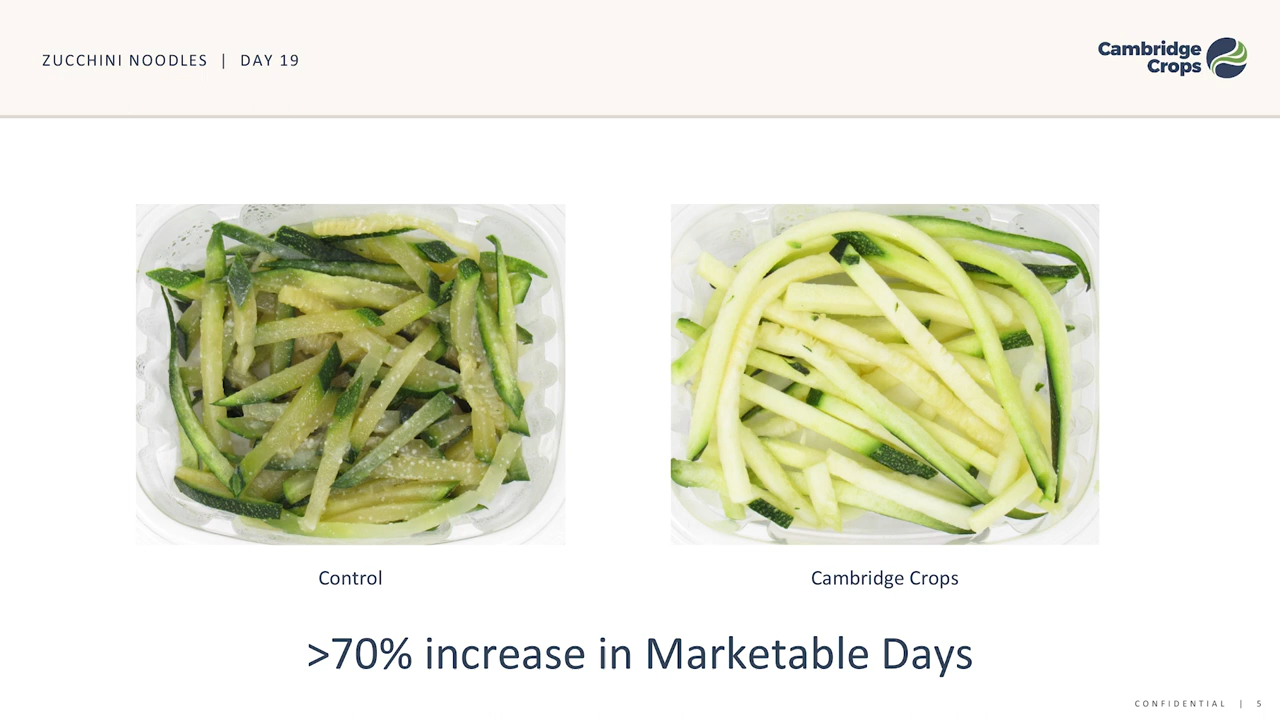 ZUCCHINI NOODLES | DAY 19
Cambridge
Crops
Control
Cambridge Crops
>70% increase in Marketable Days
CONFIDENTIAL | 5